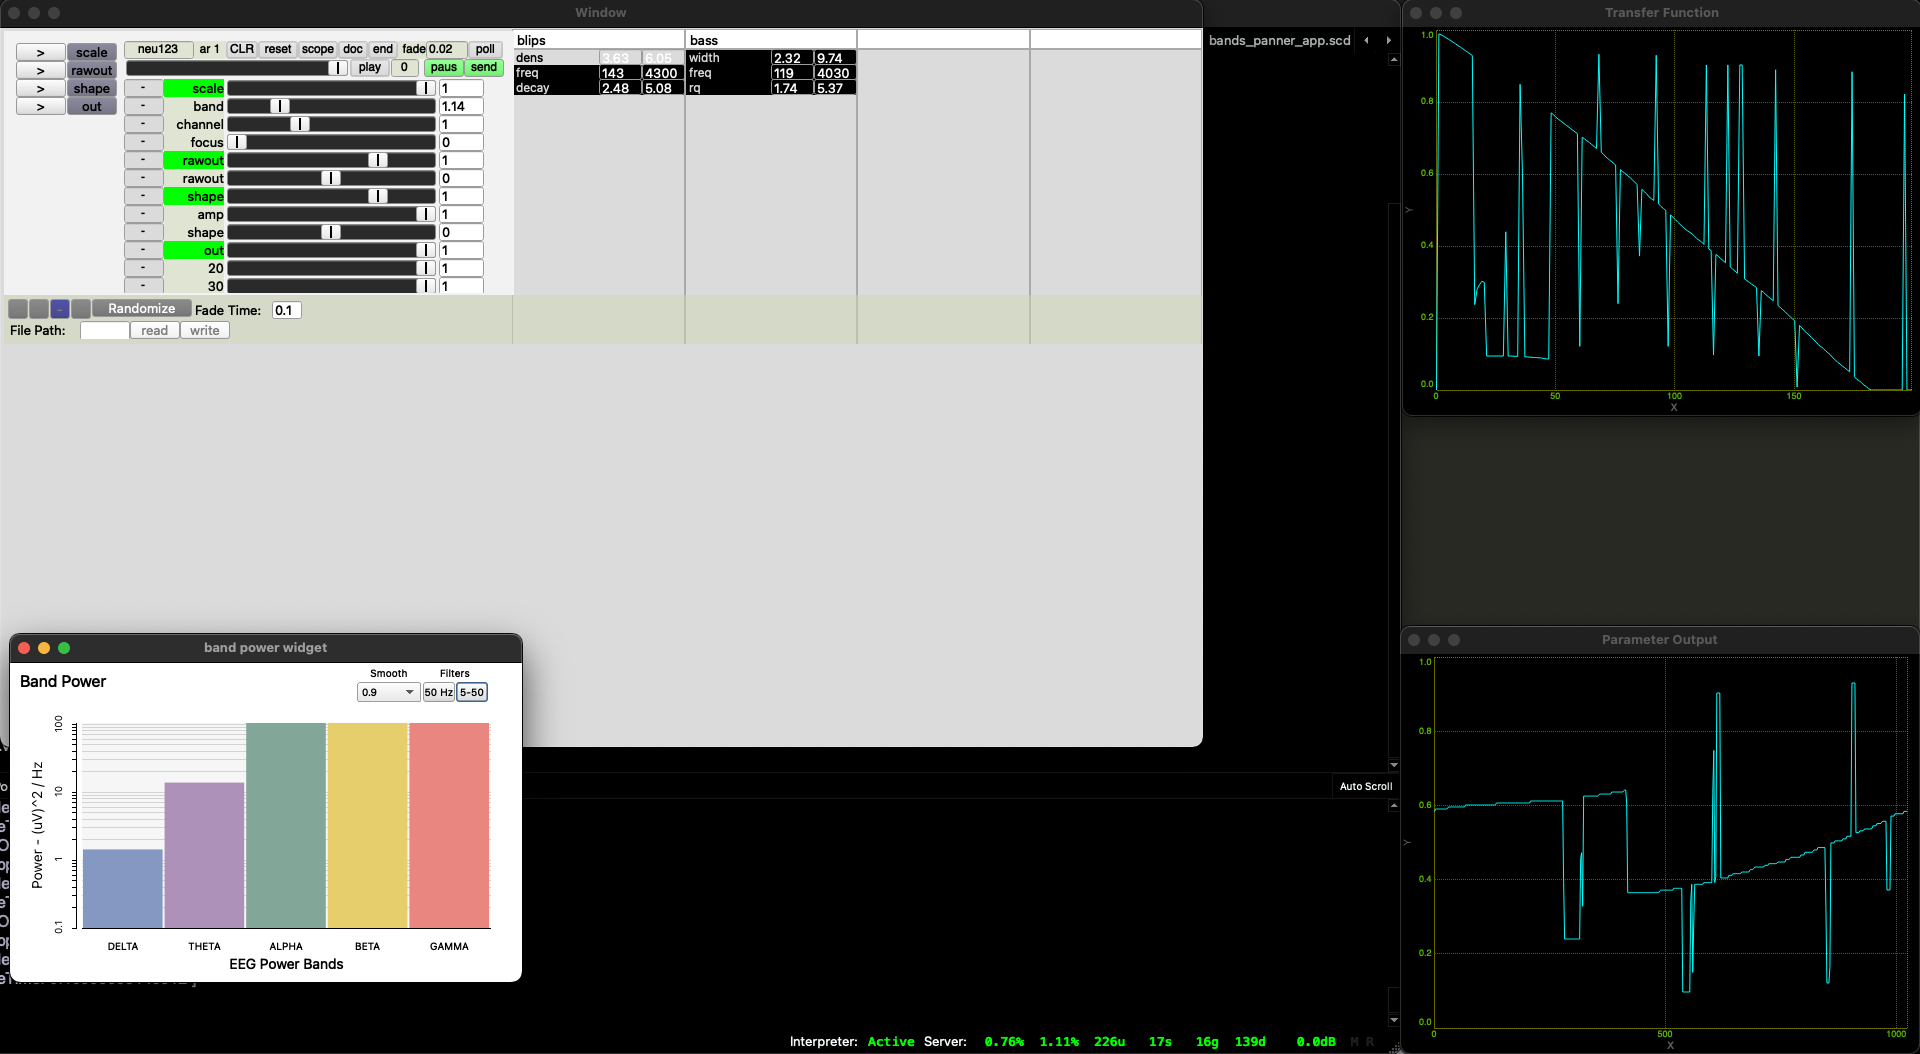 Window
> scale
> rawout
> shape
> out
neu123 ar 1 CLR reset scope doc end fade 0.02 poll
play 0 paus send
- scale 1
- band 1.14
- channel 1
- focus 0
- rawout 1
- rawout 0
- shape 1
- amp 1
- shape 0
- out 1
- 20 1
- 30 1
- Randomize Fade Time: 0.1
File Path: read write
blips
dens 3.63 6.05
freq 143 4300
decay 2.48 5.08
bass
width 2.32 9.74
freq 119 4030
rq 1.74 5.37
bands_panner_app.scd
Transfer Function
1.0
0.8
0.6
0.4
0.2
0.0
Y
0 50 100 150
X
band power widget
Band Power
Smooth Filters
0.9 50 Hz 5-50
100
10
1
0.1
Power - (uV)^2 / Hz
DELTA THETA ALPHA BETA GAMMA
EEG Power Bands
Auto Scroll
Parameter Output
1.0
0.8
0.6
0.4
0.2
0.0
Y
0 500 1000
X
Interpreter: Active Server: 0.76% 1.11% 226u 17s 16g 139d 0.0dB M R